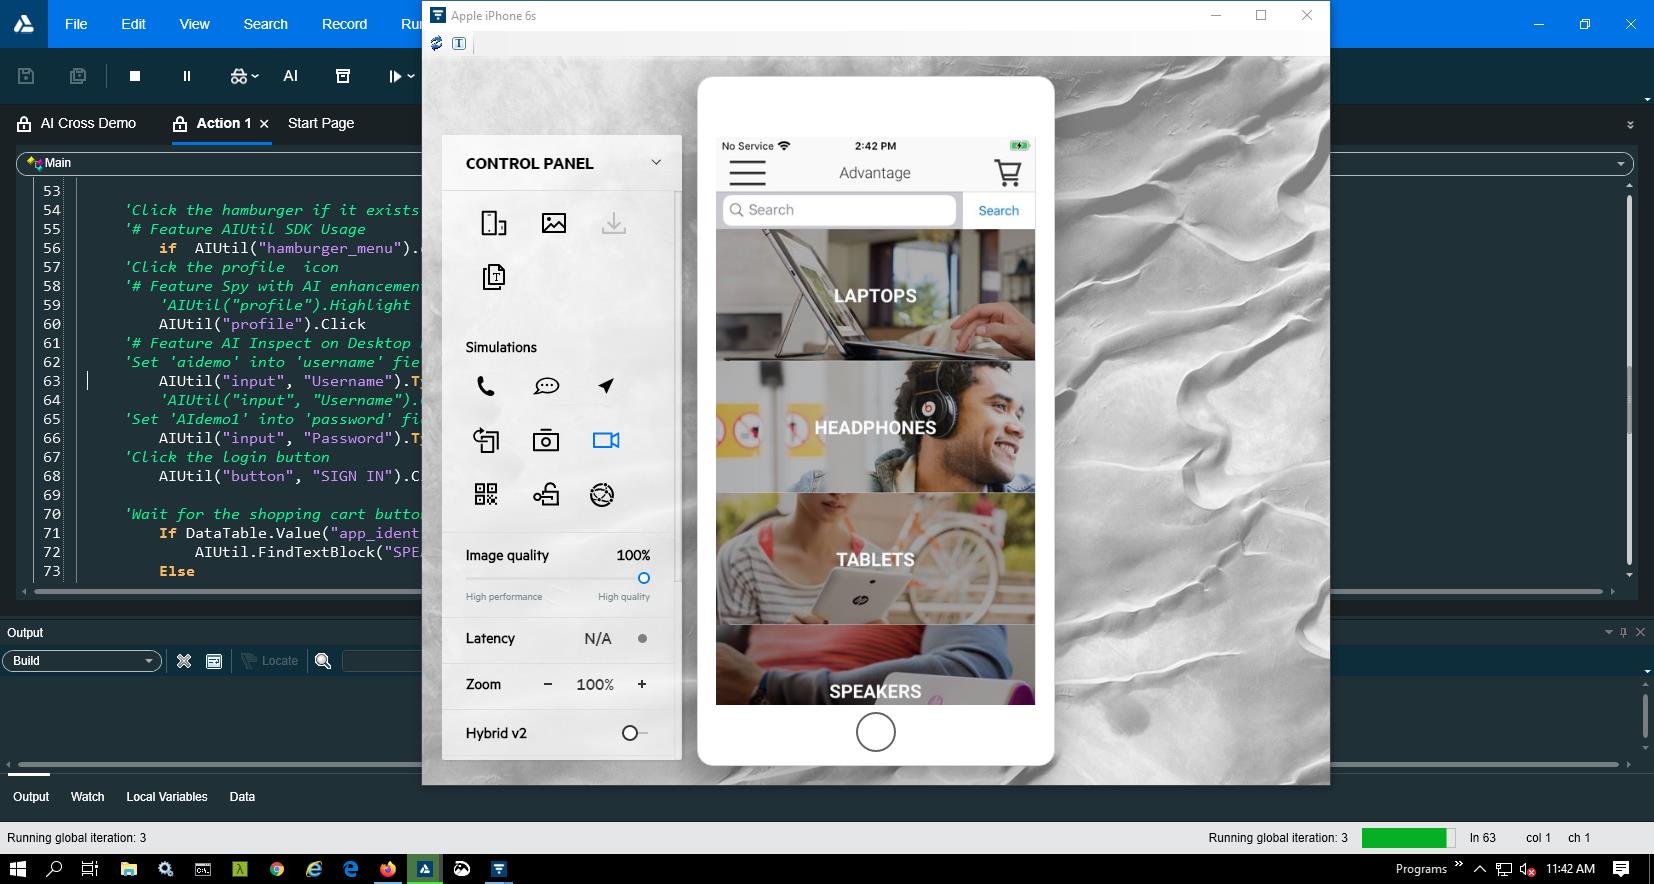 File Edit View Search Record
Apple iPhone 6s
AI
AI Cross Demo
Action 1
Start Page
Main
53
54 'Click the hamburger if it exists
55 '# Feature AIUtil SDK Usage
56 if AIUtil("hamburger_menu").
57 'Click the profile icon
58 '# Feature Spy with AI enhancement
59 'AIUtil("profile").Highlight
60 AIUtil("profile").Click
61 '# Feature AI Inspect on Desktop
62 'Set 'aidemo' into 'username' fie
63 AIUtil("input", "Username").Ty
64 'AIUtil("input", "Username").
65 'Set 'AIdemo1' into 'password' fi
66 AIUtil("input", "Password").Ty
67 'Click the login button
68 AIUtil("button", "SIGN IN").C
69
70 'Wait for the shopping cart butto
71 If DataTable.Value("app_ident
72 AIUtil.FindTextBlock("SPE
73 Else
CONTROL PANEL
Simulations
Image quality 100%
High performance High quality
Latency N/A
Zoom - 100% +
Hybrid v2
No Service 2:42 PM
Advantage
Search Search
LAPTOPS
HEADPHONES
TABLETS
SPEAKERS
Output
Build
Locate
Output Watch Local Variables Data
Running global iteration: 3
Running global iteration: 3 ln 63 col 1 ch 1
Programs 11:42 AM